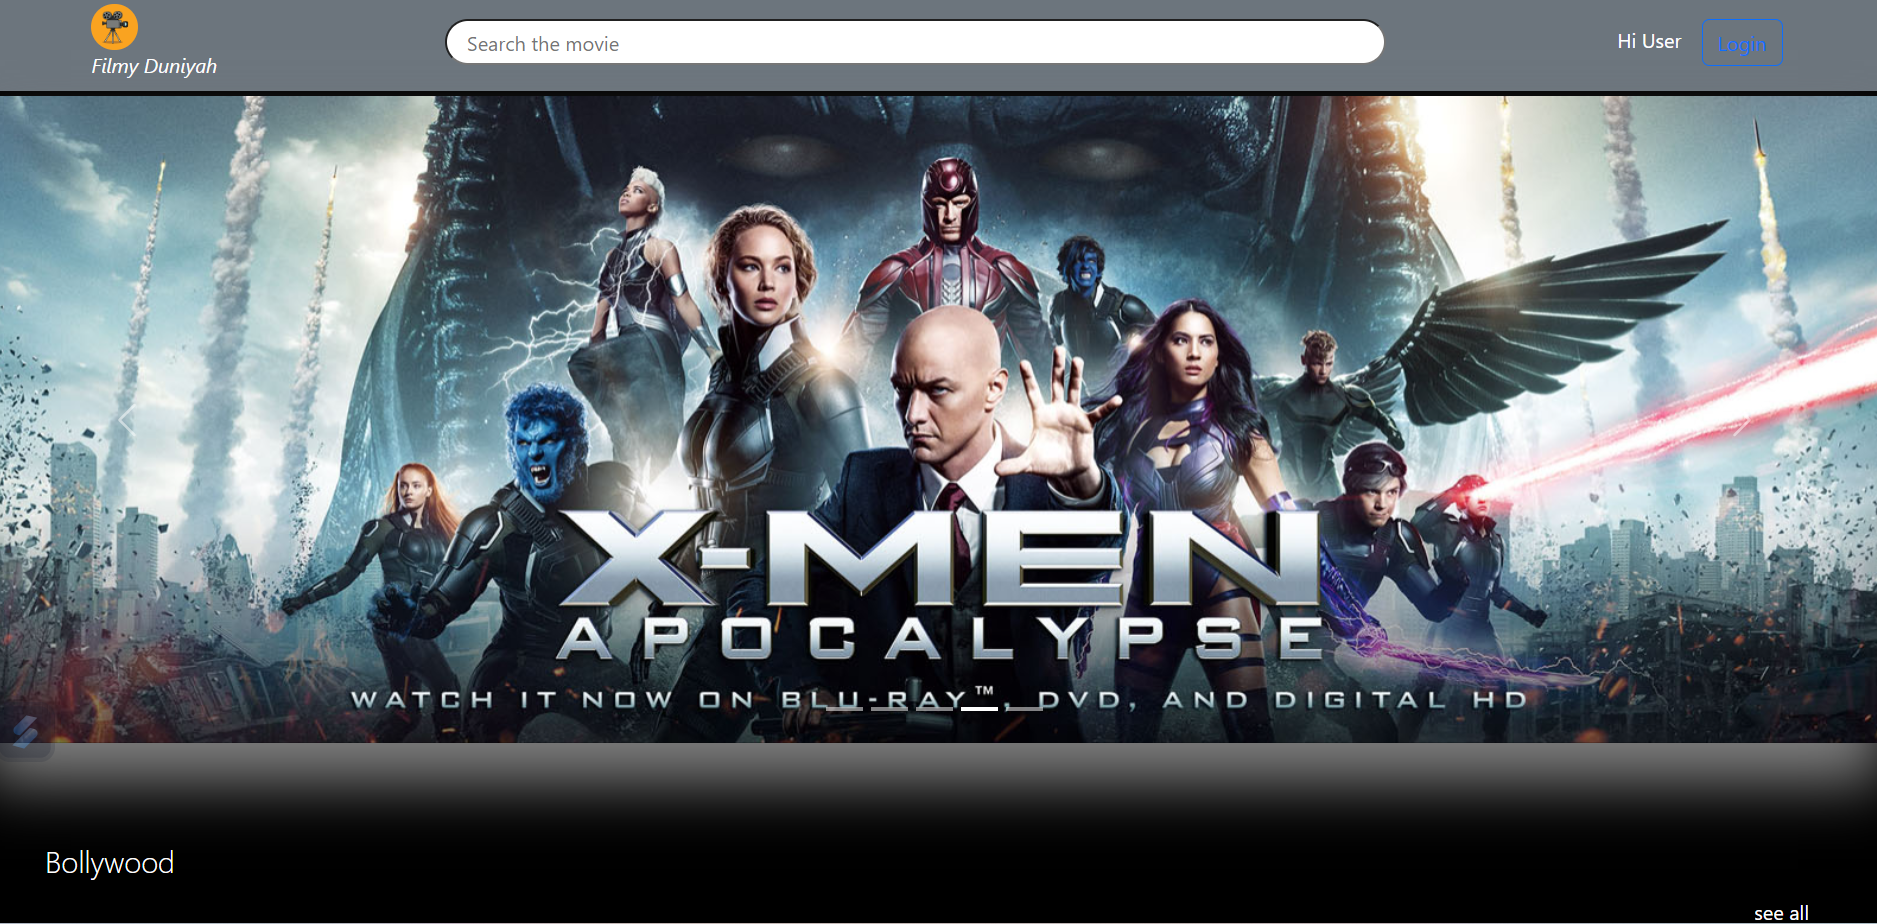 Filmy Duniyah
Search the movie
Hi User
Login
X-MEN
APOCALYPSE
WATCH IT NOW ON BLU-RAY™, DVD, AND DIGITAL HD
Bollywood
see all